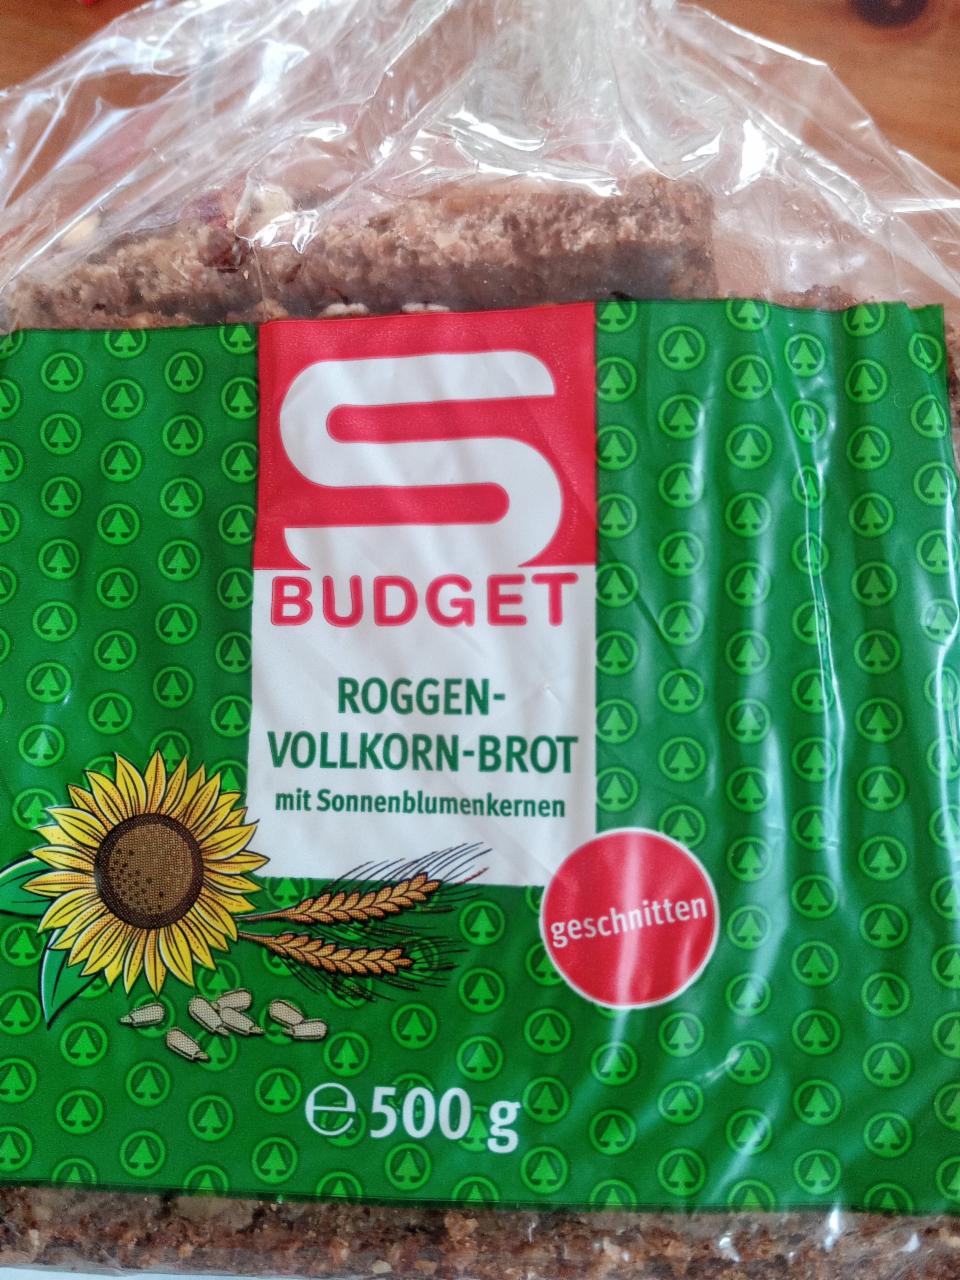 S
BUDGET
ROGGEN-
VOLLKORN-BROT
mit Sonnenblumenkernen
geschnitten
℮ 500 g